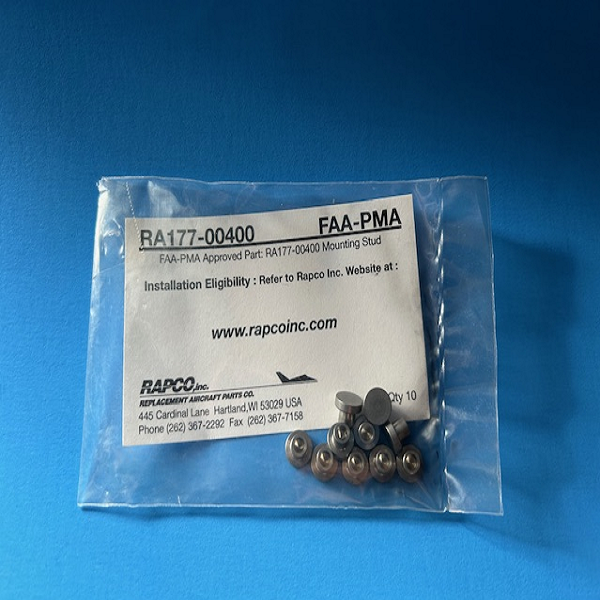 RA177-00400 FAA-PMA
FAA-PMA Approved Part: RA177-00400 Mounting Stud
Installation Eligibility : Refer to Rapco Inc. Website at :
www.rapcoinc.com
RAPCO, inc.
REPLACEMENT AIRCRAFT PARTS CO.
445 Cardinal Lane Hartland,WI 53029 USA
Phone (262) 367-2292 Fax (262) 367-7158
Qty 10